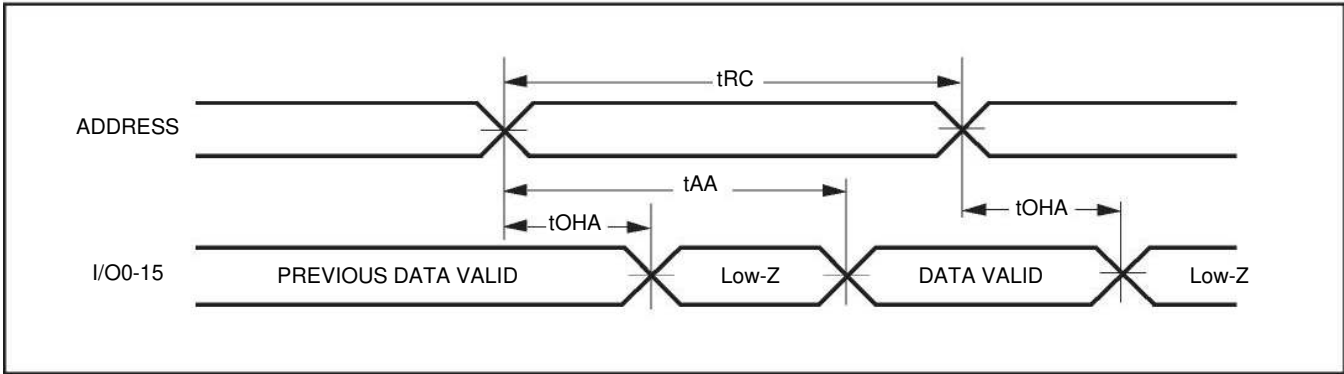 tRC
ADDRESS
tAA
tOHA
tOHA
I/O0-15
PREVIOUS DATA VALID
Low-Z
DATA VALID
Low-Z